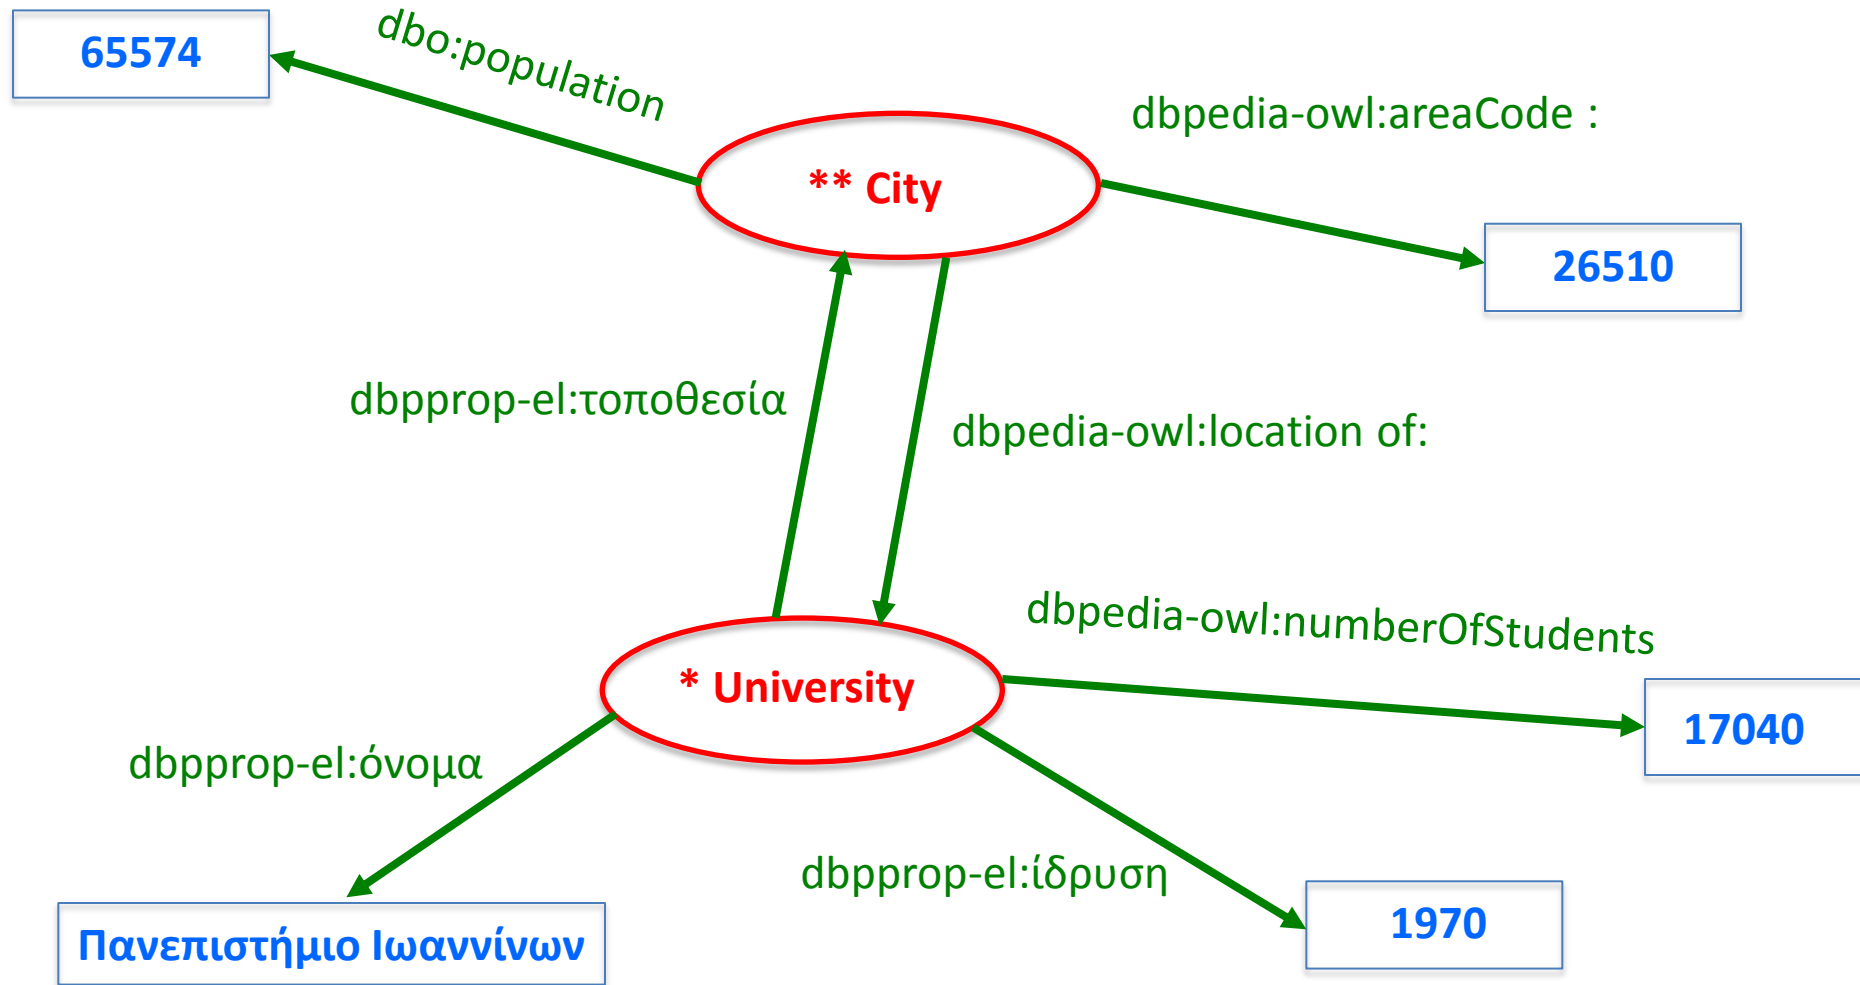 65574
dbo:population
dbpedia-owl:areaCode :
** City
26510
dbpprop-el:τοποθεσία
dbpedia-owl:location of:
dbpedia-owl:numberOfStudents
* University
17040
dbpprop-el:όνομα
dbpprop-el:ίδρυση
1970
Πανεπιστήμιο Ιωαννίνων